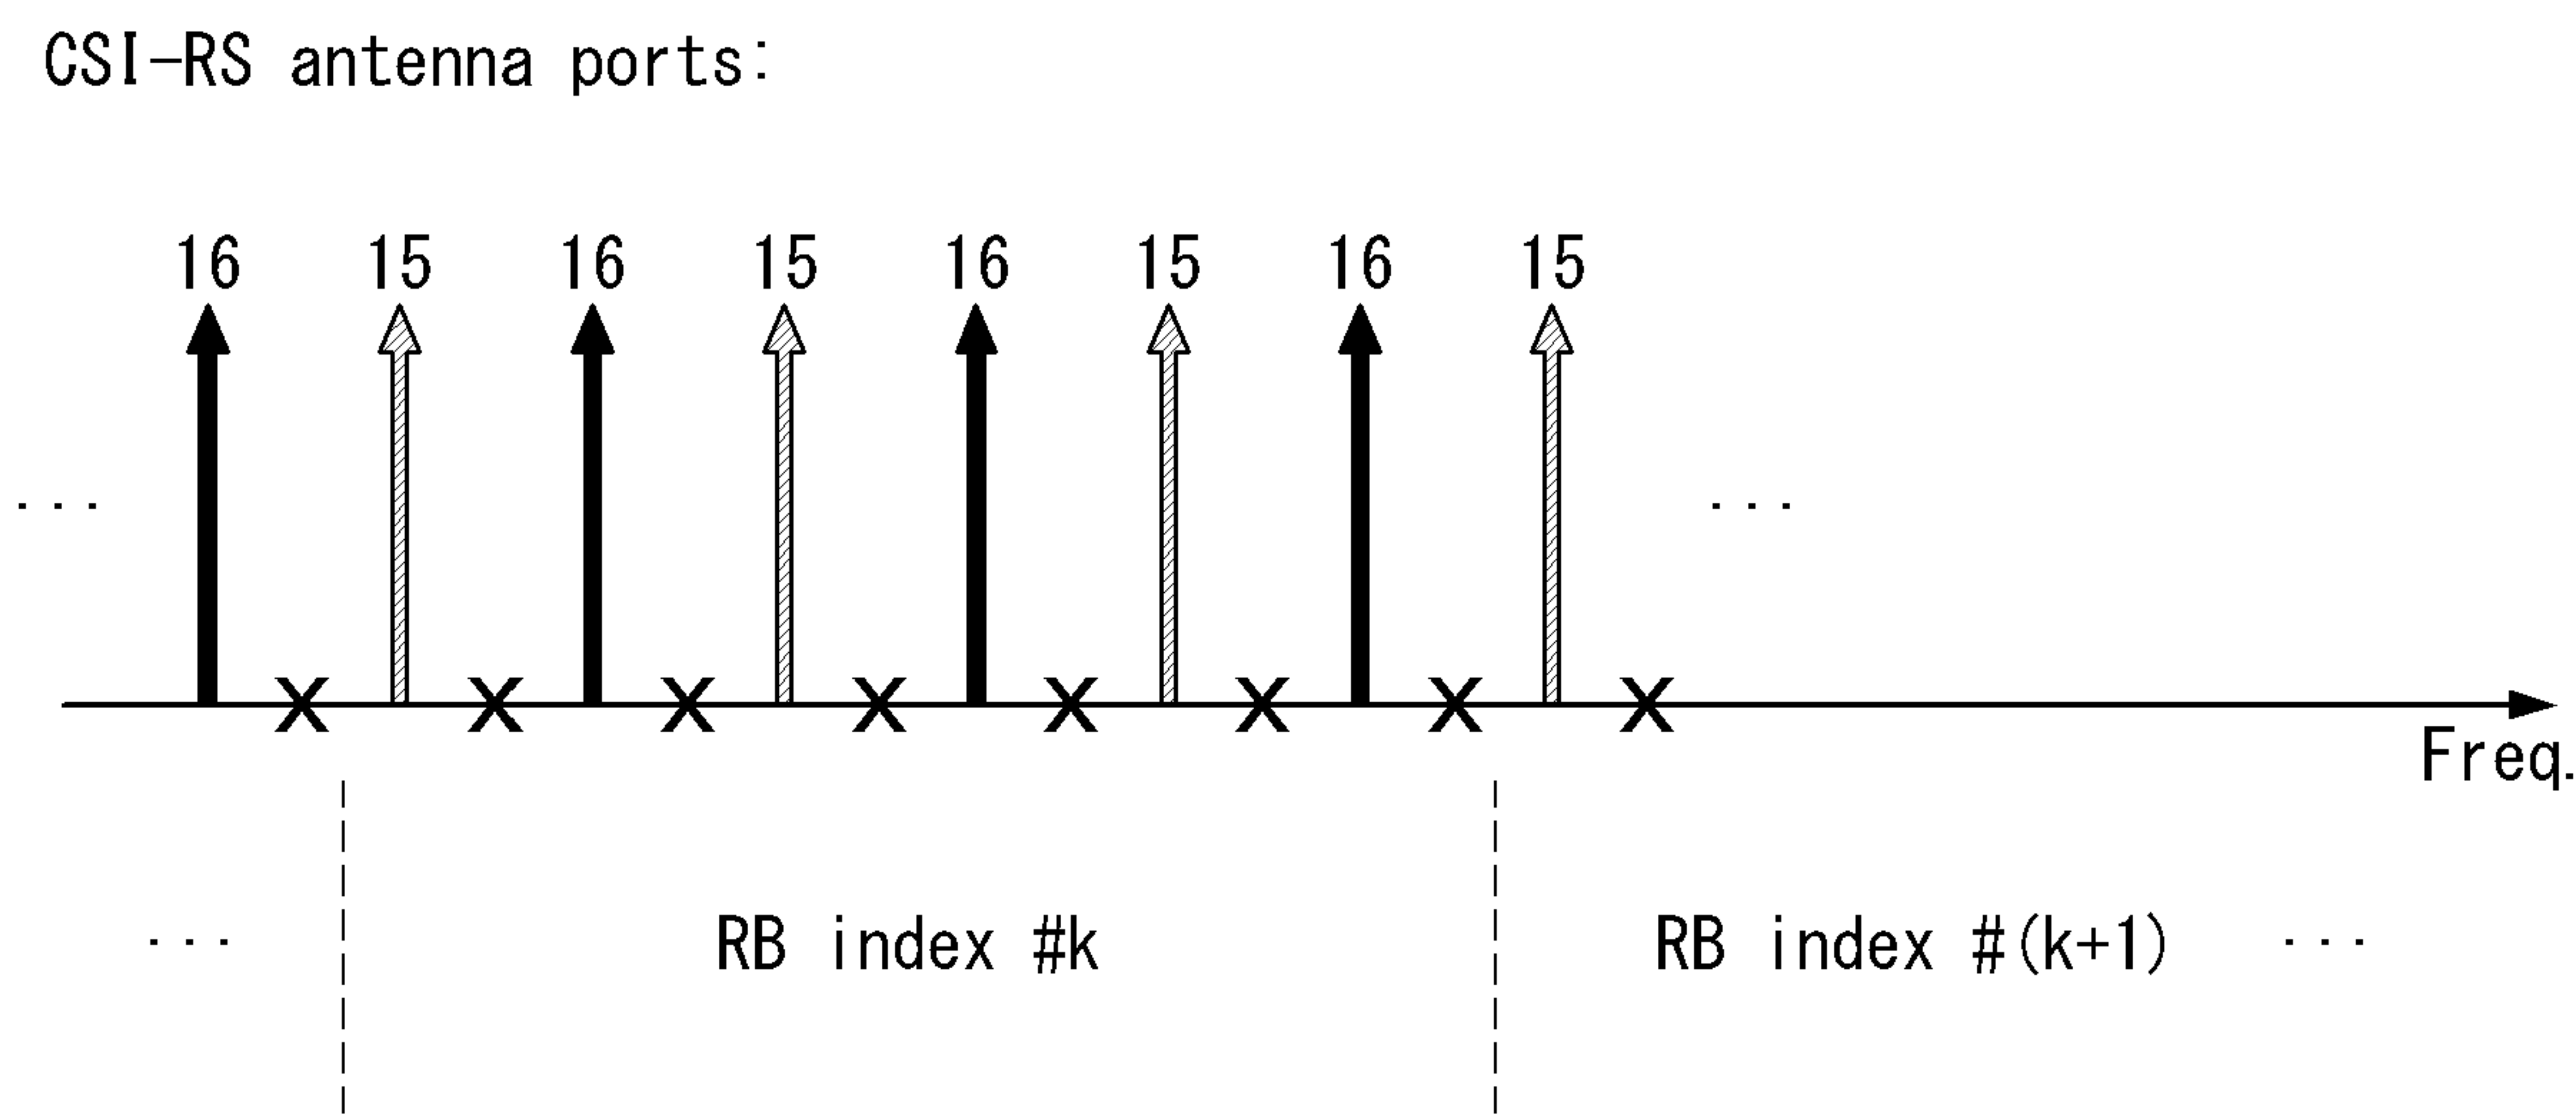 CSI-RS antenna ports:
16 15 16 15 16 15 16 15
... ...
X X X X X X X X
Freq.
... RB index #k RB index #(k+1) ...